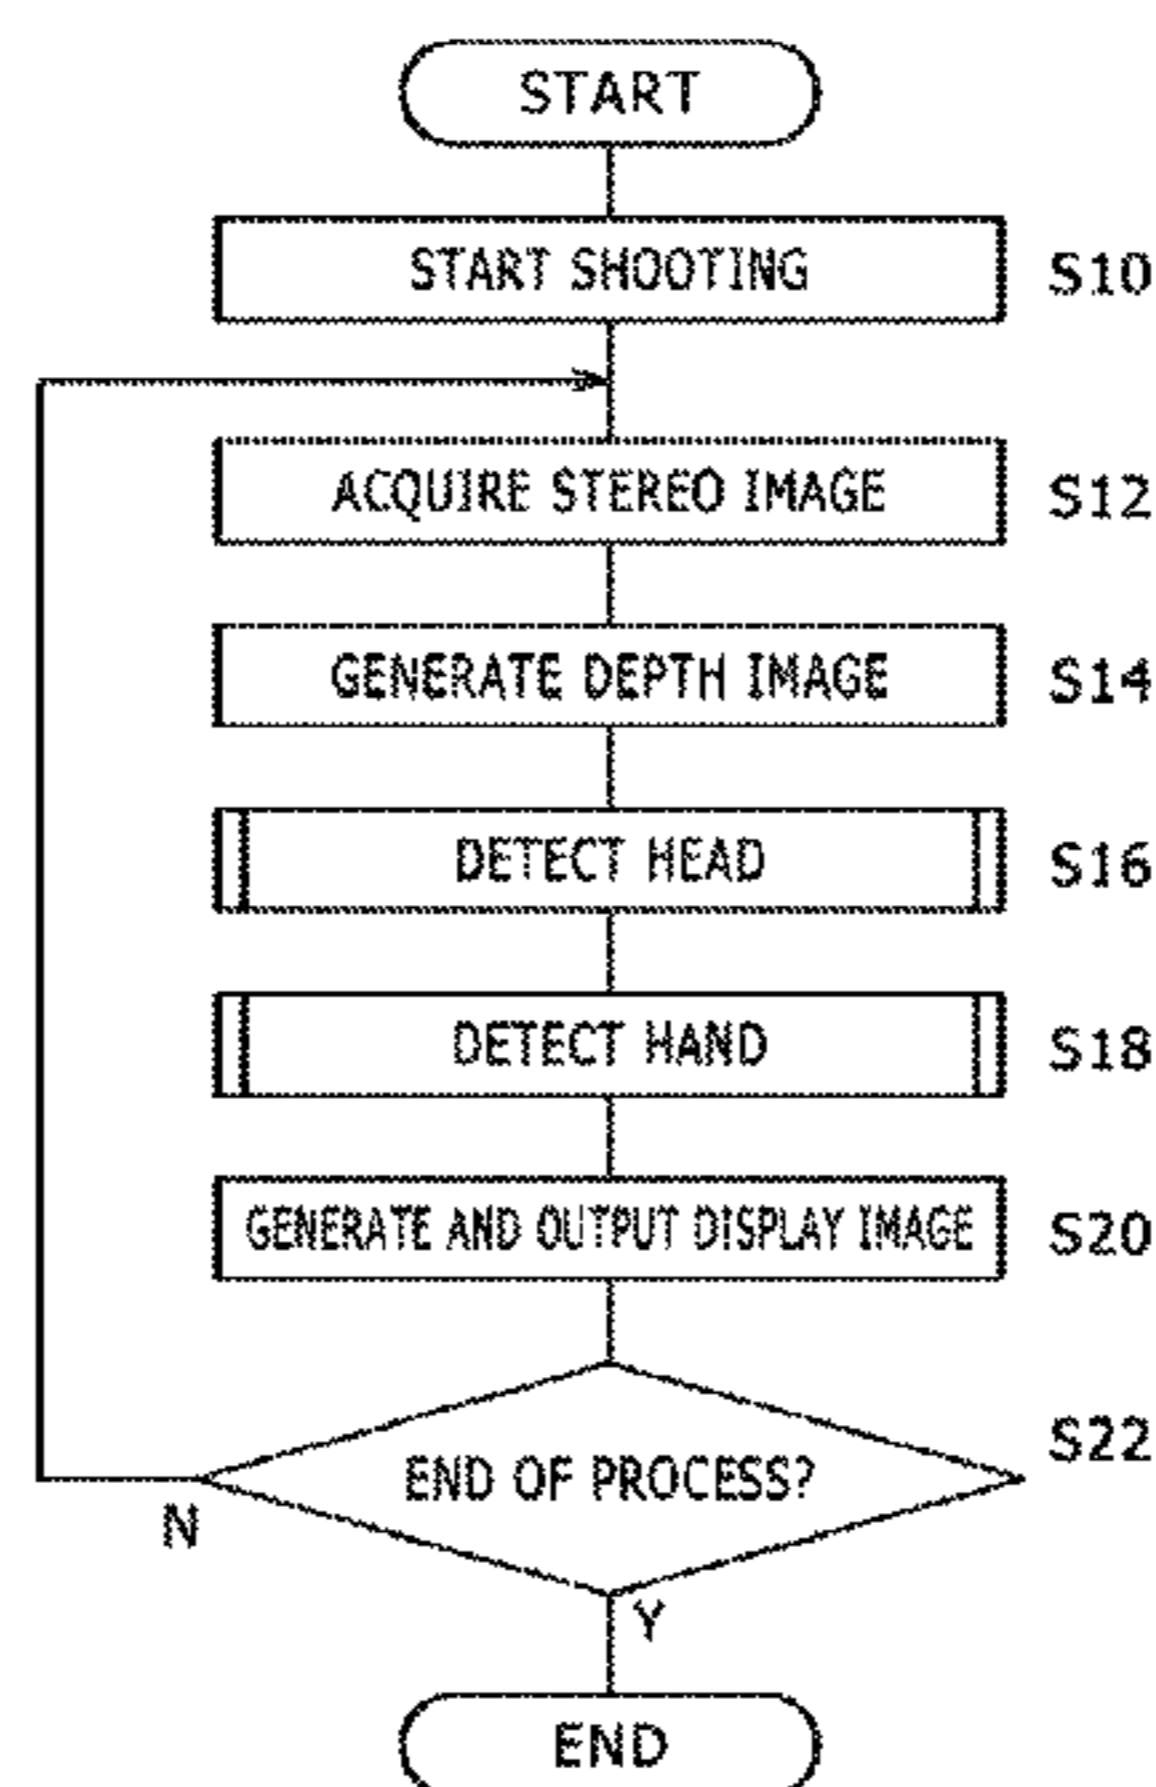 START
START SHOOTING S10
ACQUIRE STEREO IMAGE S12
GENERATE DEPTH IMAGE S14
DETECT HEAD S16
DETECT HAND S18
GENERATE AND OUTPUT DISPLAY IMAGE S20
END OF PROCESS? S22
N
Y
END